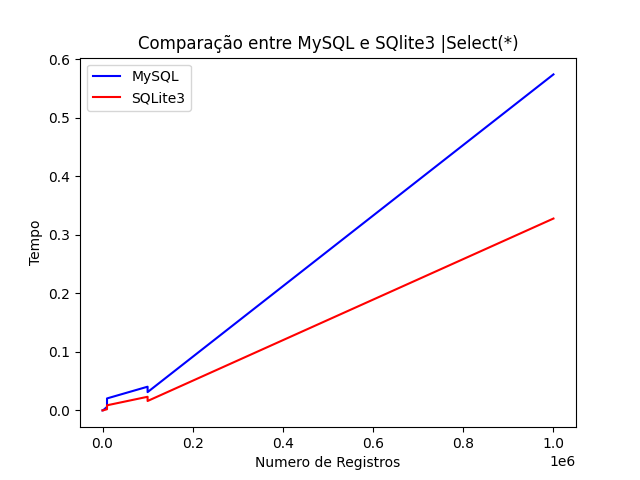 Comparação entre MySQL e SQlite3 |Select(*)
MySQL
SQLite3
0.6
0.5
0.4
0.3
0.2
0.1
0.0
Tempo
0.0 0.2 0.4 0.6 0.8 1.0
1e6
Numero de Registros